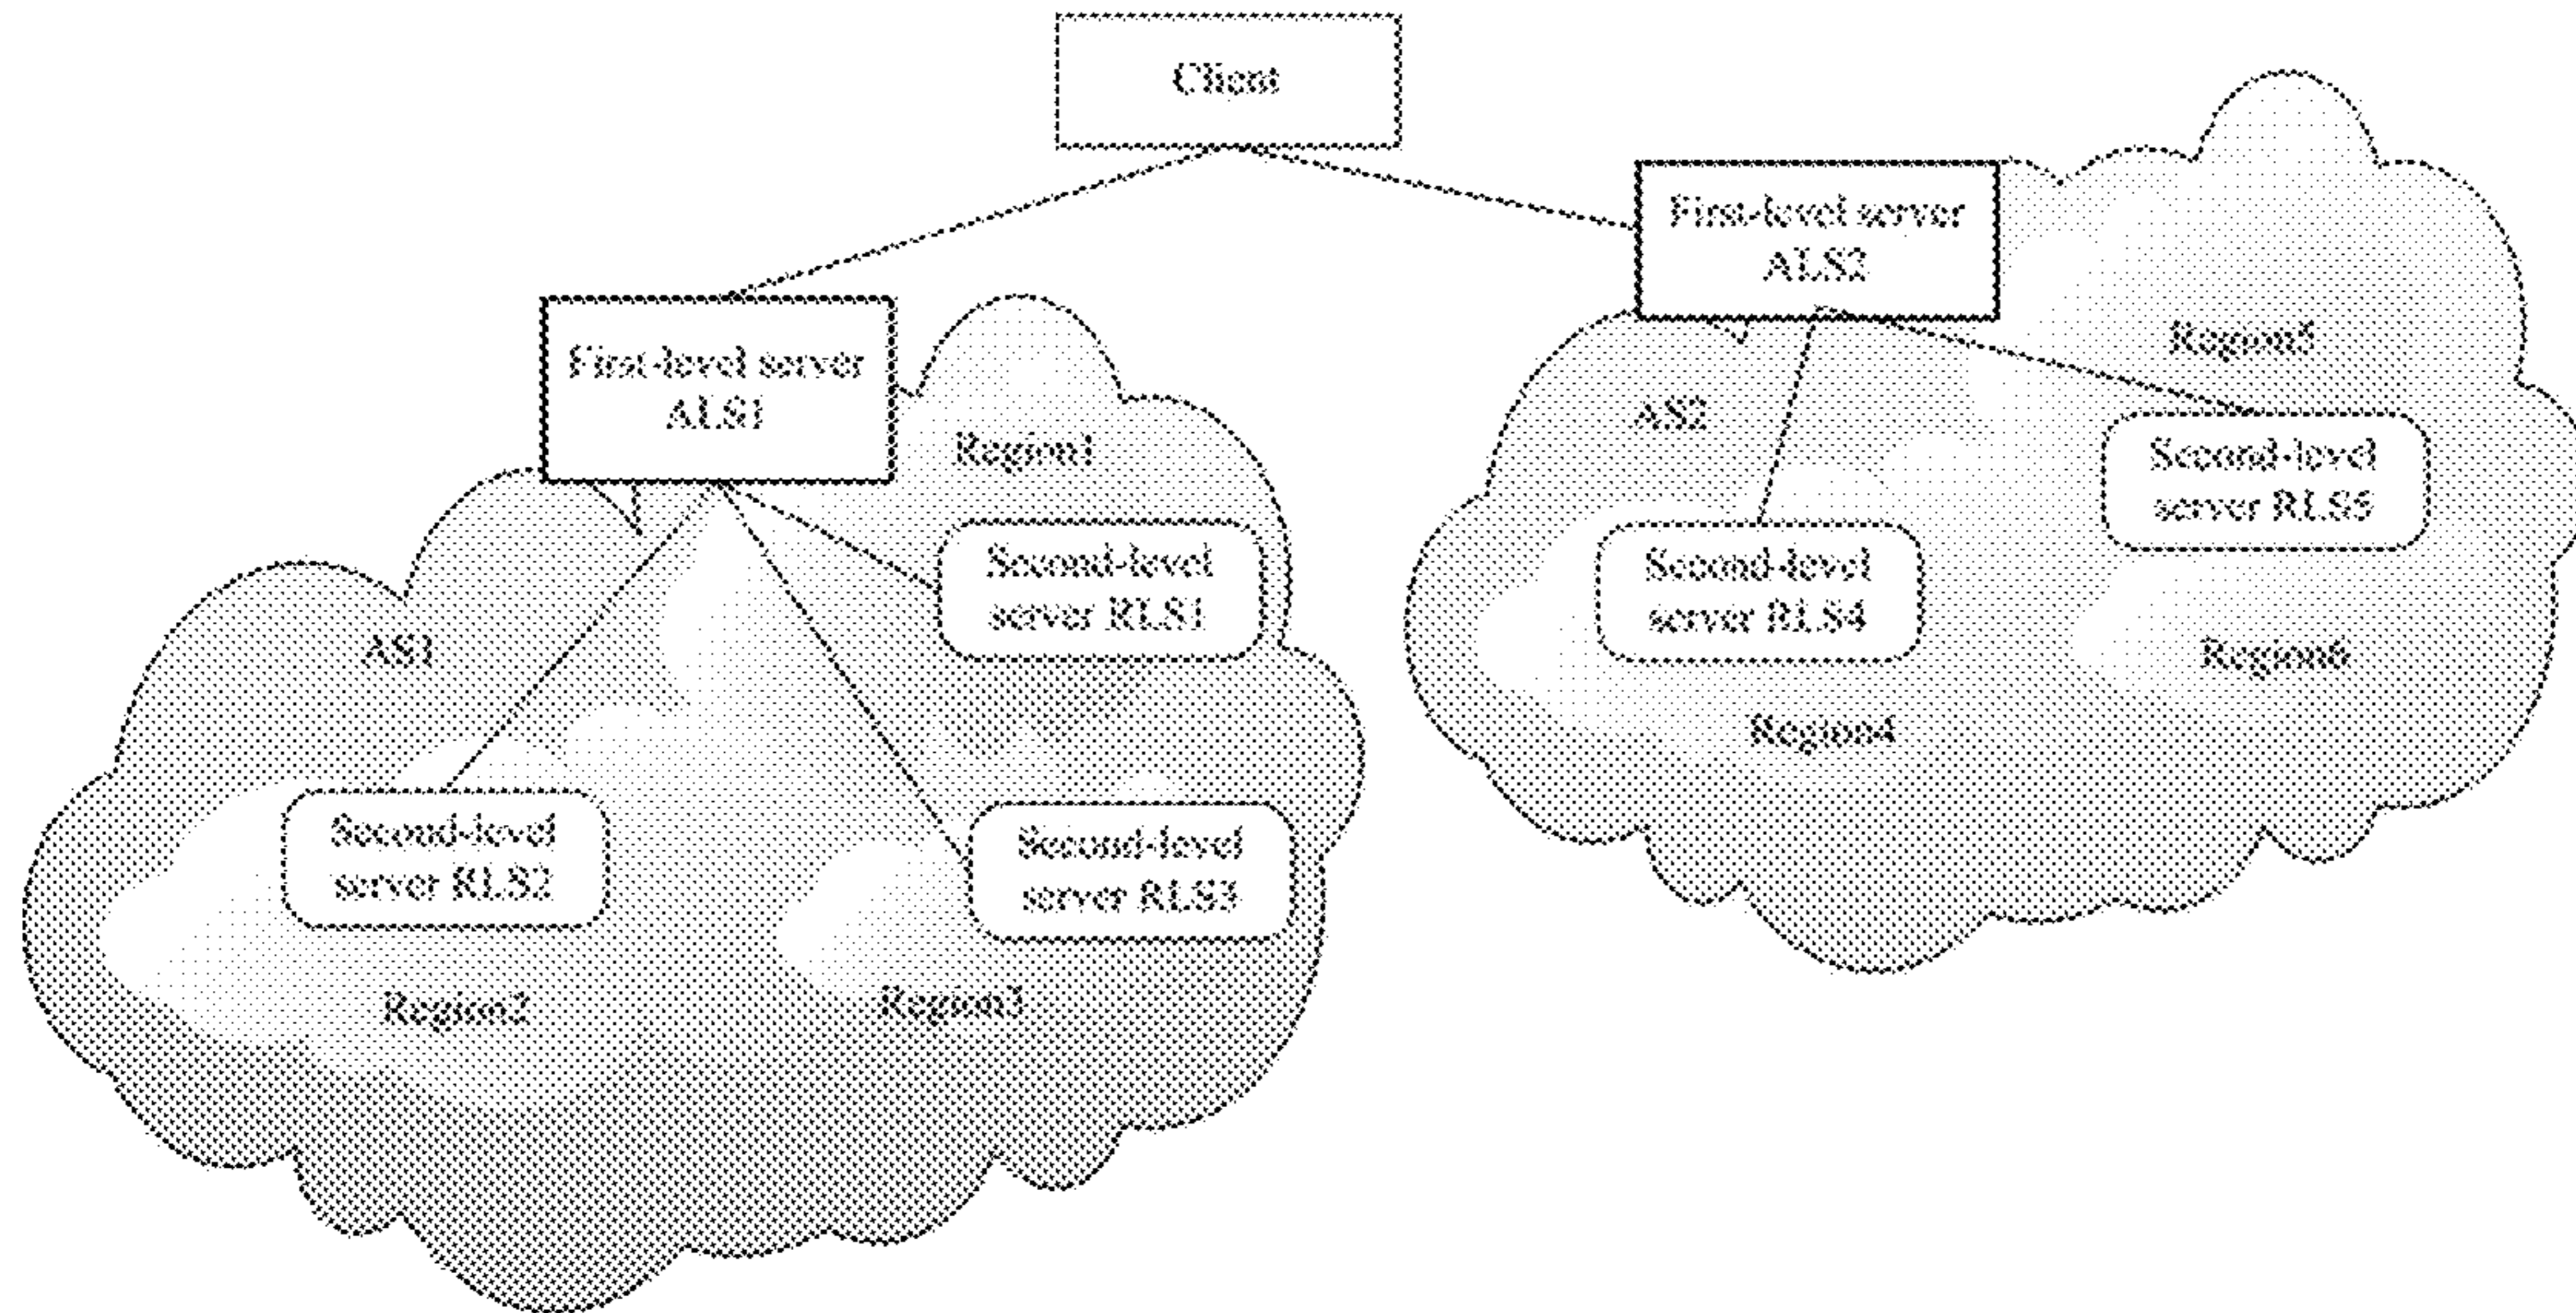 Client
First-level server
ALS2
First-level server
ALS1
Region5
AS2
Region1
Second-level
server RLS5
Second-level
server RLS1
Second-level
server RLS4
AS1
Region6
Region4
Second-level
server RLS2
Second-level
server RLS3
Region2
Region3